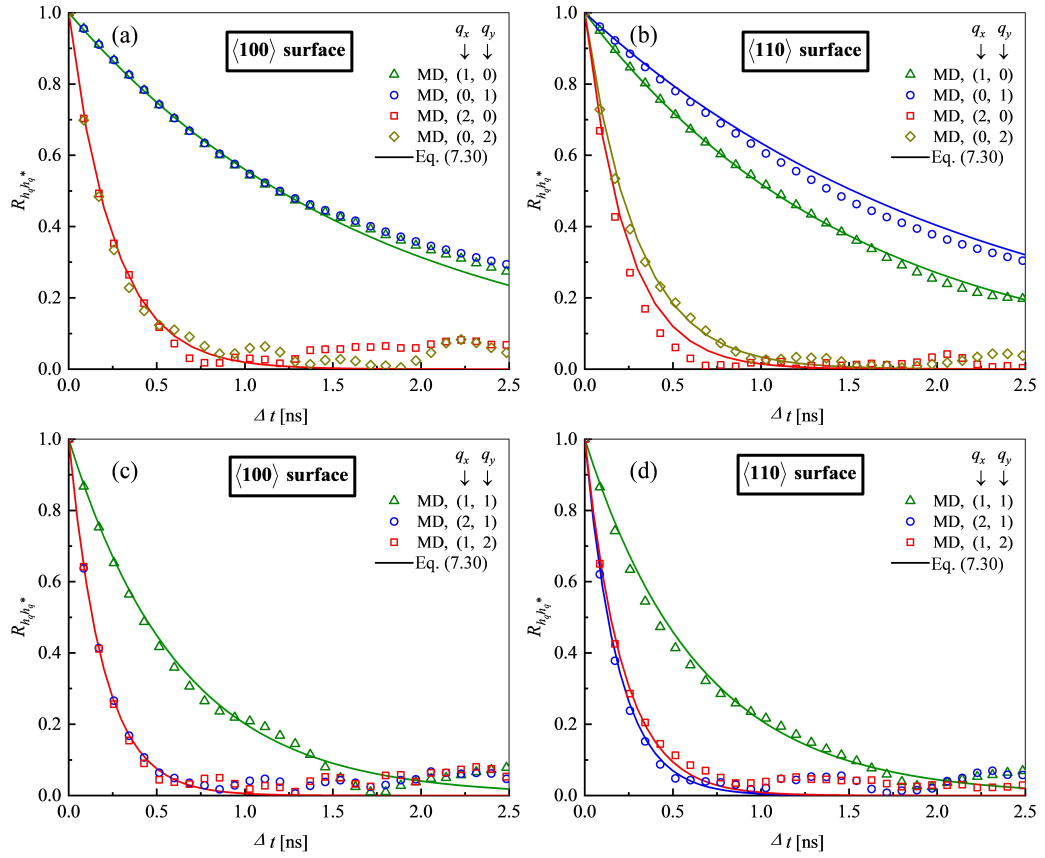 (a)
⟨100⟩ surface
q_x q_y
↓ ↓
MD, (1, 0)
MD, (0, 1)
MD, (2, 0)
MD, (0, 2)
Eq. (7.30)
1.0
0.8
0.6
0.4
0.2
0.0
R_{h_q h_q*}
0.0 0.5 1.0 1.5 2.0 2.5
Δ t [ns]
(b)
⟨110⟩ surface
q_x q_y
↓ ↓
MD, (1, 0)
MD, (0, 1)
MD, (2, 0)
MD, (0, 2)
Eq. (7.30)
1.0
0.8
0.6
0.4
0.2
0.0
R_{h_q h_q*}
0.0 0.5 1.0 1.5 2.0 2.5
Δ t [ns]
(c)
⟨100⟩ surface
q_x q_y
↓ ↓
MD, (1, 1)
MD, (2, 1)
MD, (1, 2)
Eq. (7.30)
1.0
0.8
0.6
0.4
0.2
0.0
R_{h_q h_q*}
0.0 0.5 1.0 1.5 2.0 2.5
Δ t [ns]
(d)
⟨110⟩ surface
q_x q_y
↓ ↓
MD, (1, 1)
MD, (2, 1)
MD, (1, 2)
Eq. (7.30)
1.0
0.8
0.6
0.4
0.2
0.0
R_{h_q h_q*}
0.0 0.5 1.0 1.5 2.0 2.5
Δ t [ns]